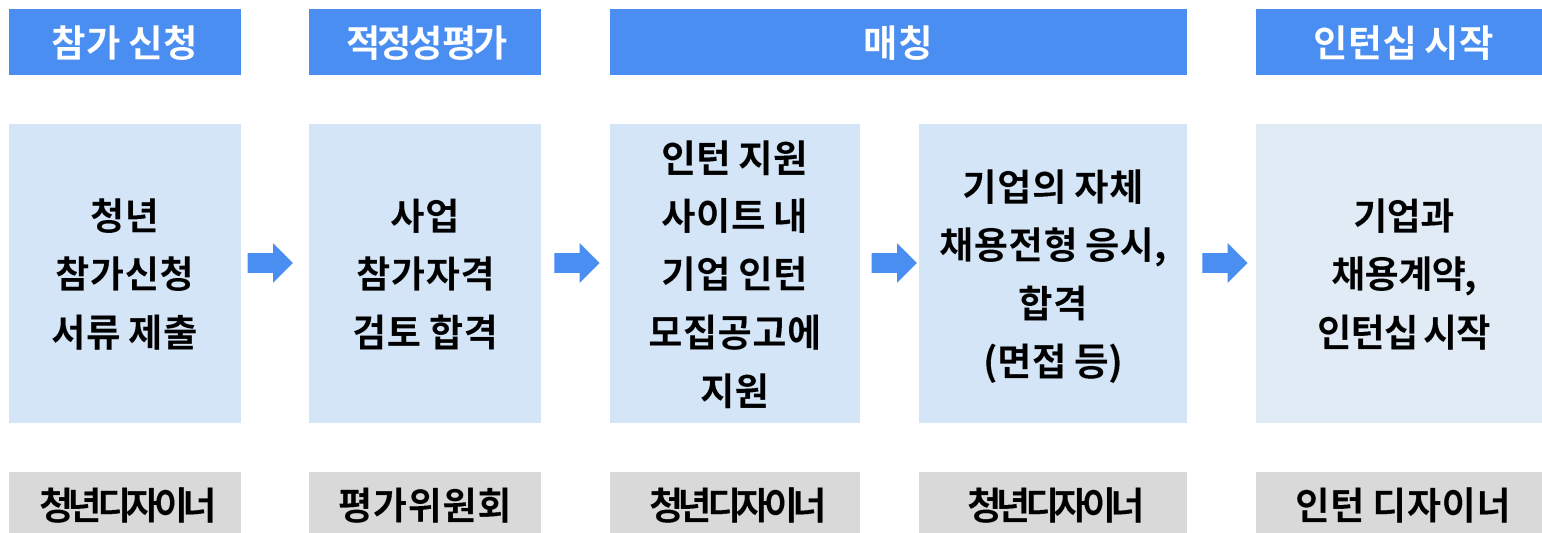 참가 신청
적정성평가
매칭
인턴십 시작
청년
참가신청
서류 제출
사업
참가자격
검토 합격
인턴 지원
사이트 내
기업 인턴
모집공고에
지원
기업의 자체
채용전형 응시,
합격
(면접 등)
기업과
채용계약,
인턴십 시작
청년디자이너
평가위원회
청년디자이너
청년디자이너
인턴 디자이너